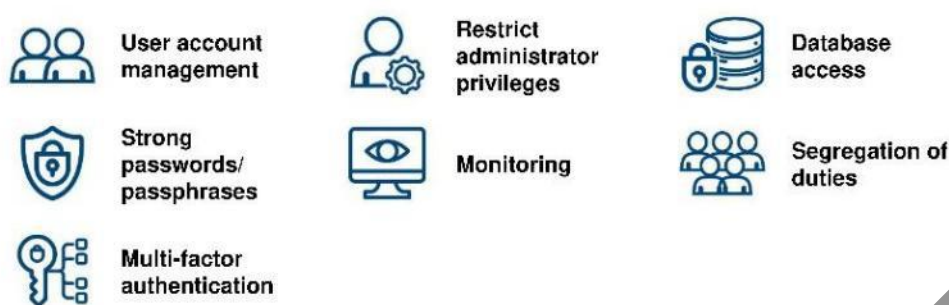 User account
management
Restrict
administrator
privileges
Database
access
Strong
passwords/
passphrases
Monitoring
Segregation of
duties
Multi-factor
authentication